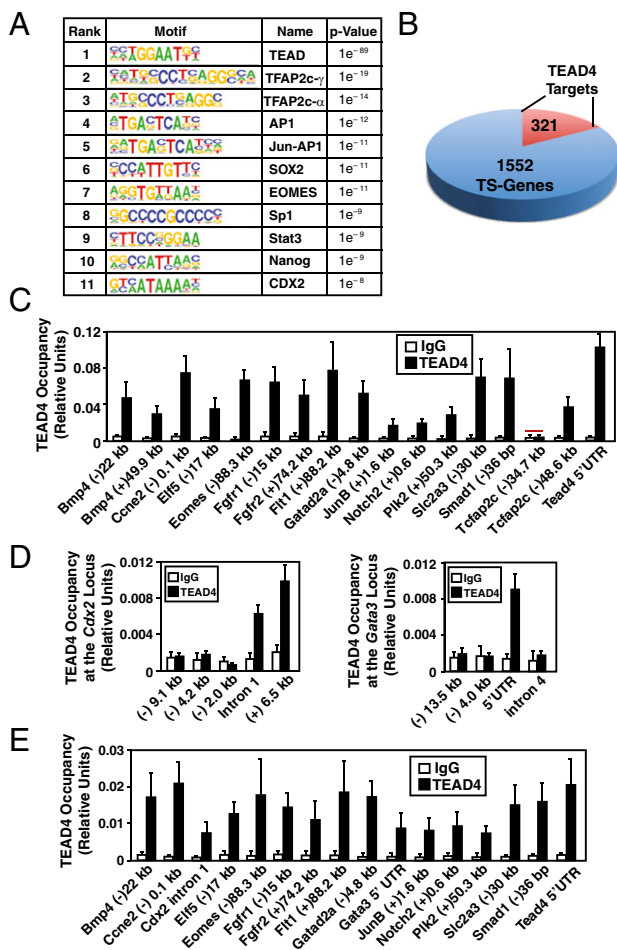 A
Rank Motif Name p-Value
1 CCTGGAATGT TEAD 1e-89
2 TFAP2c-γ 1e-19
3 ATGCCCTGAGGC TFAP2c-α 1e-14
4 ATGACTCATC AP1 1e-12
5 Jun-AP1 1e-11
6 CCCATTGTTC SOX2 1e-11
7 AGGTGTTAAT EOMES 1e-11
8 GGCCCCGCCCCC Sp1 1e-9
9 CTTCCGGGAA Stat3 1e-9
10 GGCCATTAAC Nanog 1e-9
11 GTCAATAAAAT CDX2 1e-8
B
TEAD4
Targets
321
1552
TS-Genes
C
TEAD4 Occupancy
(Relative Units)
0.12
0.08
0.04
0
IgG
TEAD4
Bmp4 (-)22 kb
Bmp4 (+)49.9 kb
Ccne2 (-) 0.1 kb
Elf5 (-)17 kb
Eomes (-)88.3 kb
Fgfr1 (-)15 kb
Fgfr2 (+)74.2 kb
Flt1 (+)88.2 kb
Gatad2a (-)4.8 kb
JunB (+)1.6 kb
Notch2 (+)0.6 kb
Plk2 (+)50.3 kb
Slc2a3 (-)30 kb
Smad1 (-)36 bp
Tcfap2c (-)34.7 kb
Tcfap2c (-)48.6 kb
Tead4 5'UTR
D
TEAD4 Occupancy
at the Cdx2 Locus
(Relative Units)
0.012
0.008
0.004
0
IgG
TEAD4
(-) 9.1 kb
(-) 4.2 kb
(-) 2.0 kb
Intron 1
(+) 6.5 kb
TEAD4 Occupancy
at the Gata3 Locus
(Relative Units)
0.012
0.008
0.004
0
IgG
TEAD4
(-) 13.5 kb
(-) 4.0 kb
5'UTR
intron 4
E
TEAD4 Occupancy
(Relative Units)
0.03
0.02
0.01
0
IgG
TEAD4
Bmp4 (-)22 kb
Ccne2 (-) 0.1 kb
Cdx2 intron 1
Elf5 (-)17 kb
Eomes (-)88.3 kb
Fgfr1 (-)15 kb
Fgfr2 (+)74.2 kb
Flt1 (+)88.2 kb
Gatad2a (-)4.8 kb
Gata3 5' UTR
JunB (+)1.6 kb
Notch2 (+)0.6 kb
Plk2 (+)50.3 kb
Slc2a3 (-)30 kb
Smad1 (-)36 bp
Tead4 5'UTR